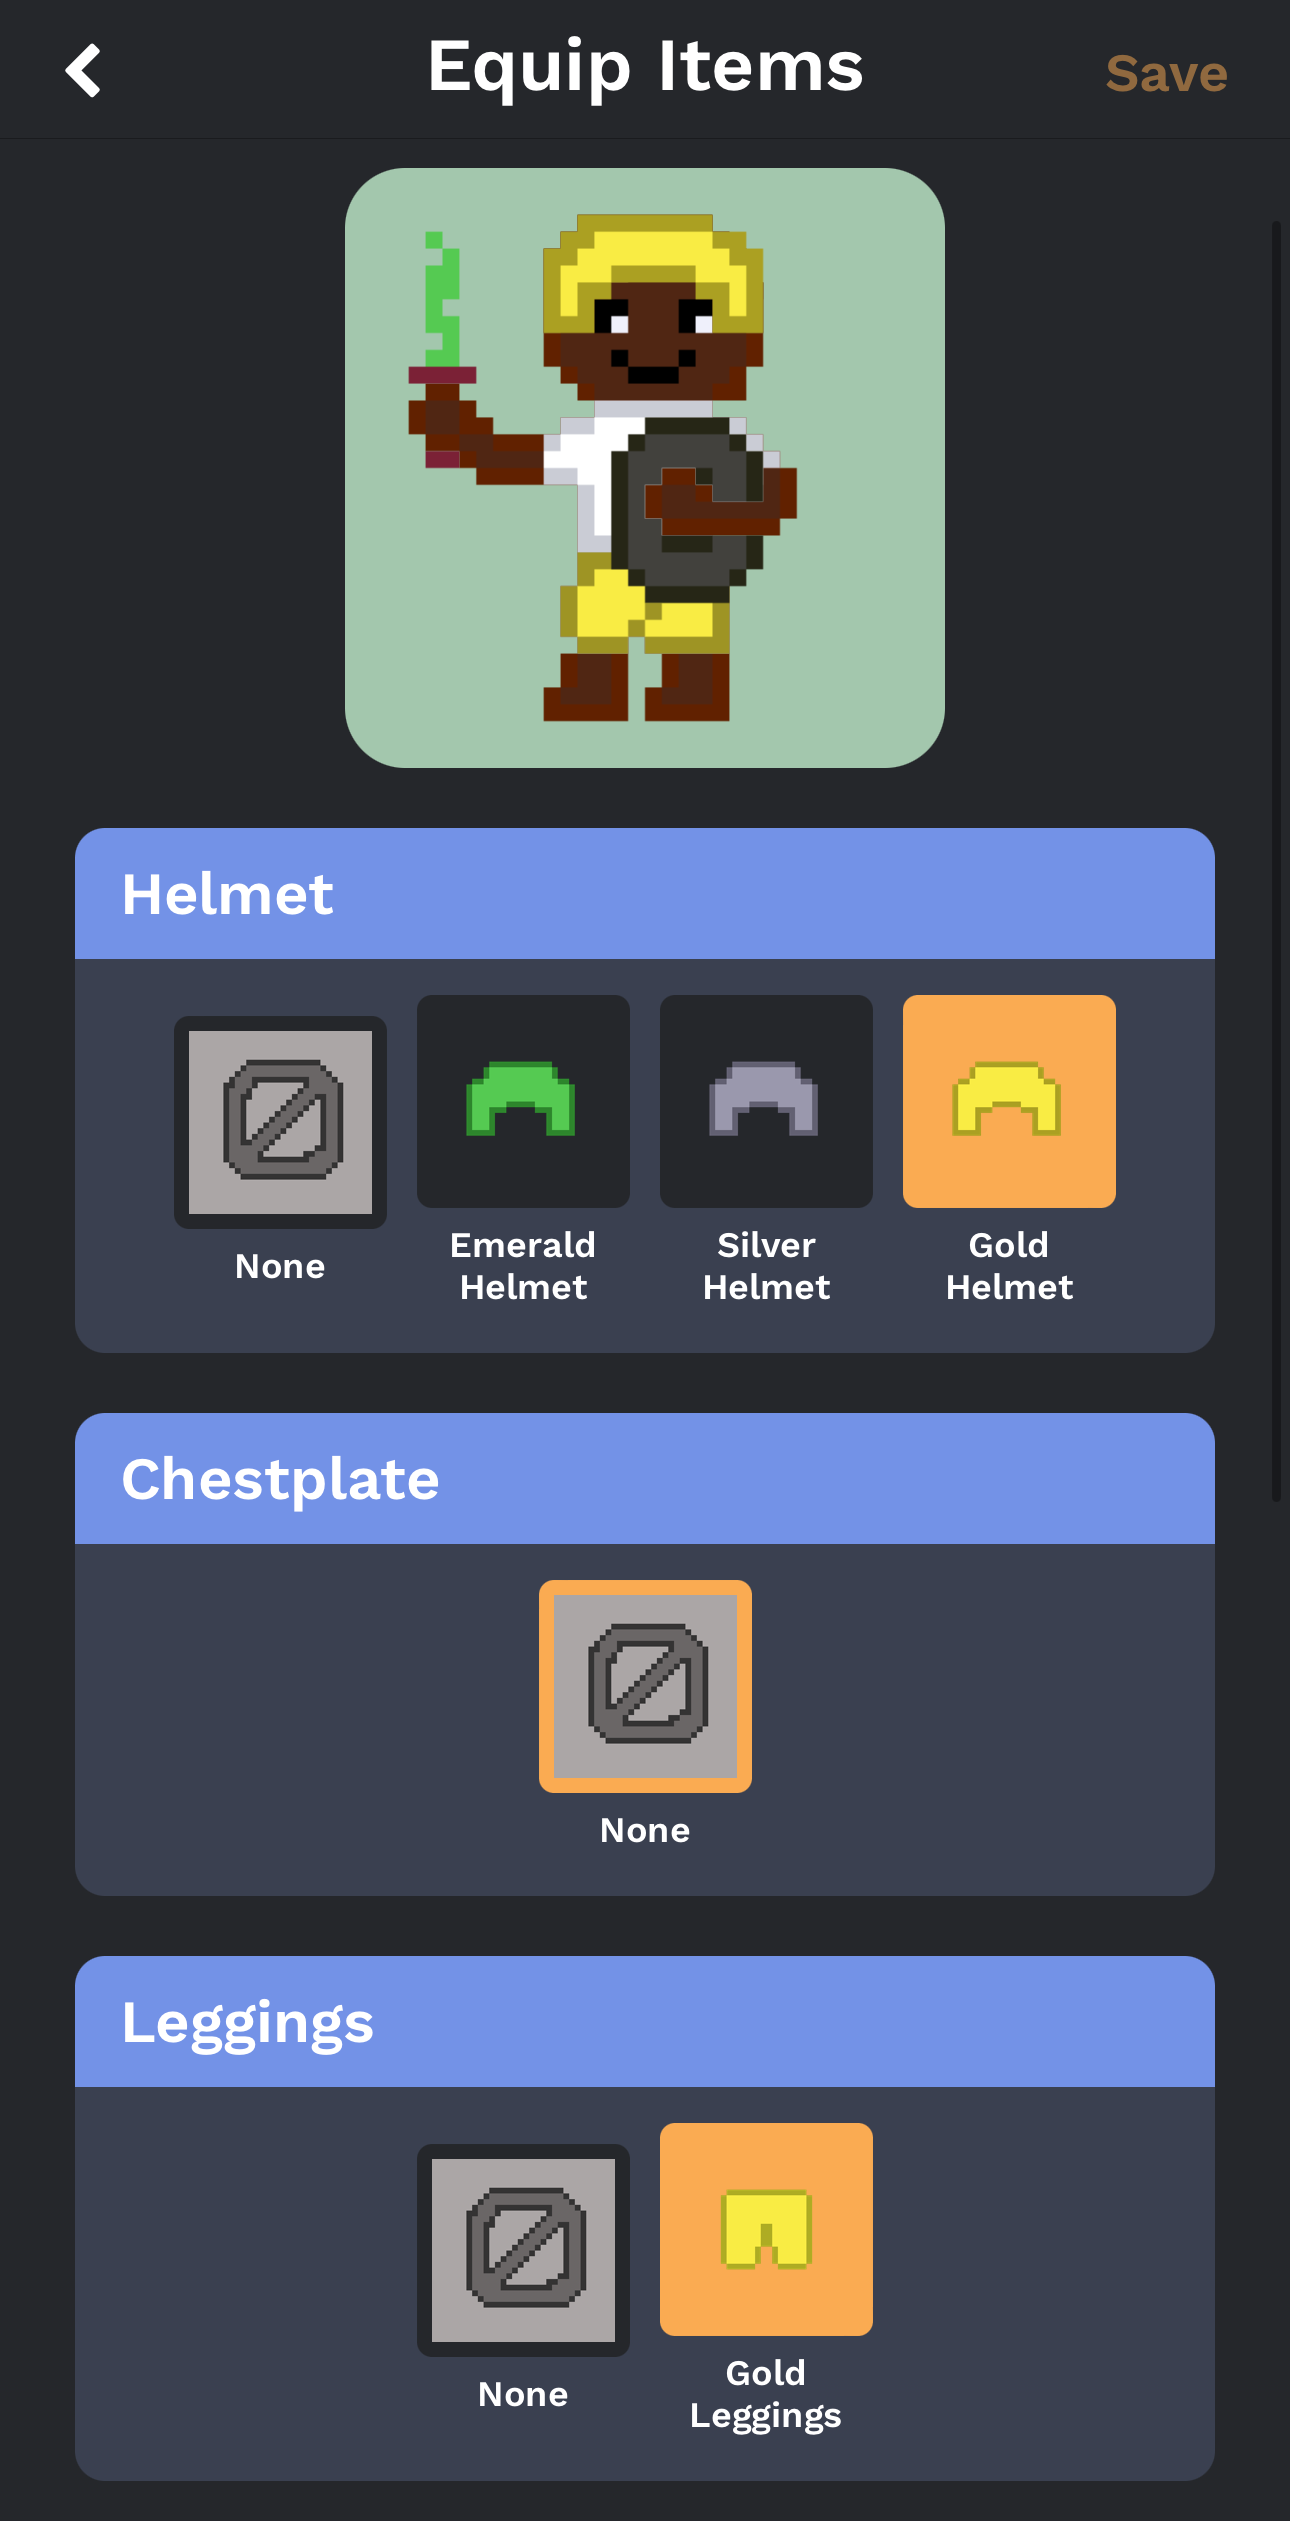 Equip Items
Save
Helmet
None
Emerald
Helmet
Silver
Helmet
Gold
Helmet
Chestplate
None
Leggings
None
Gold
Leggings